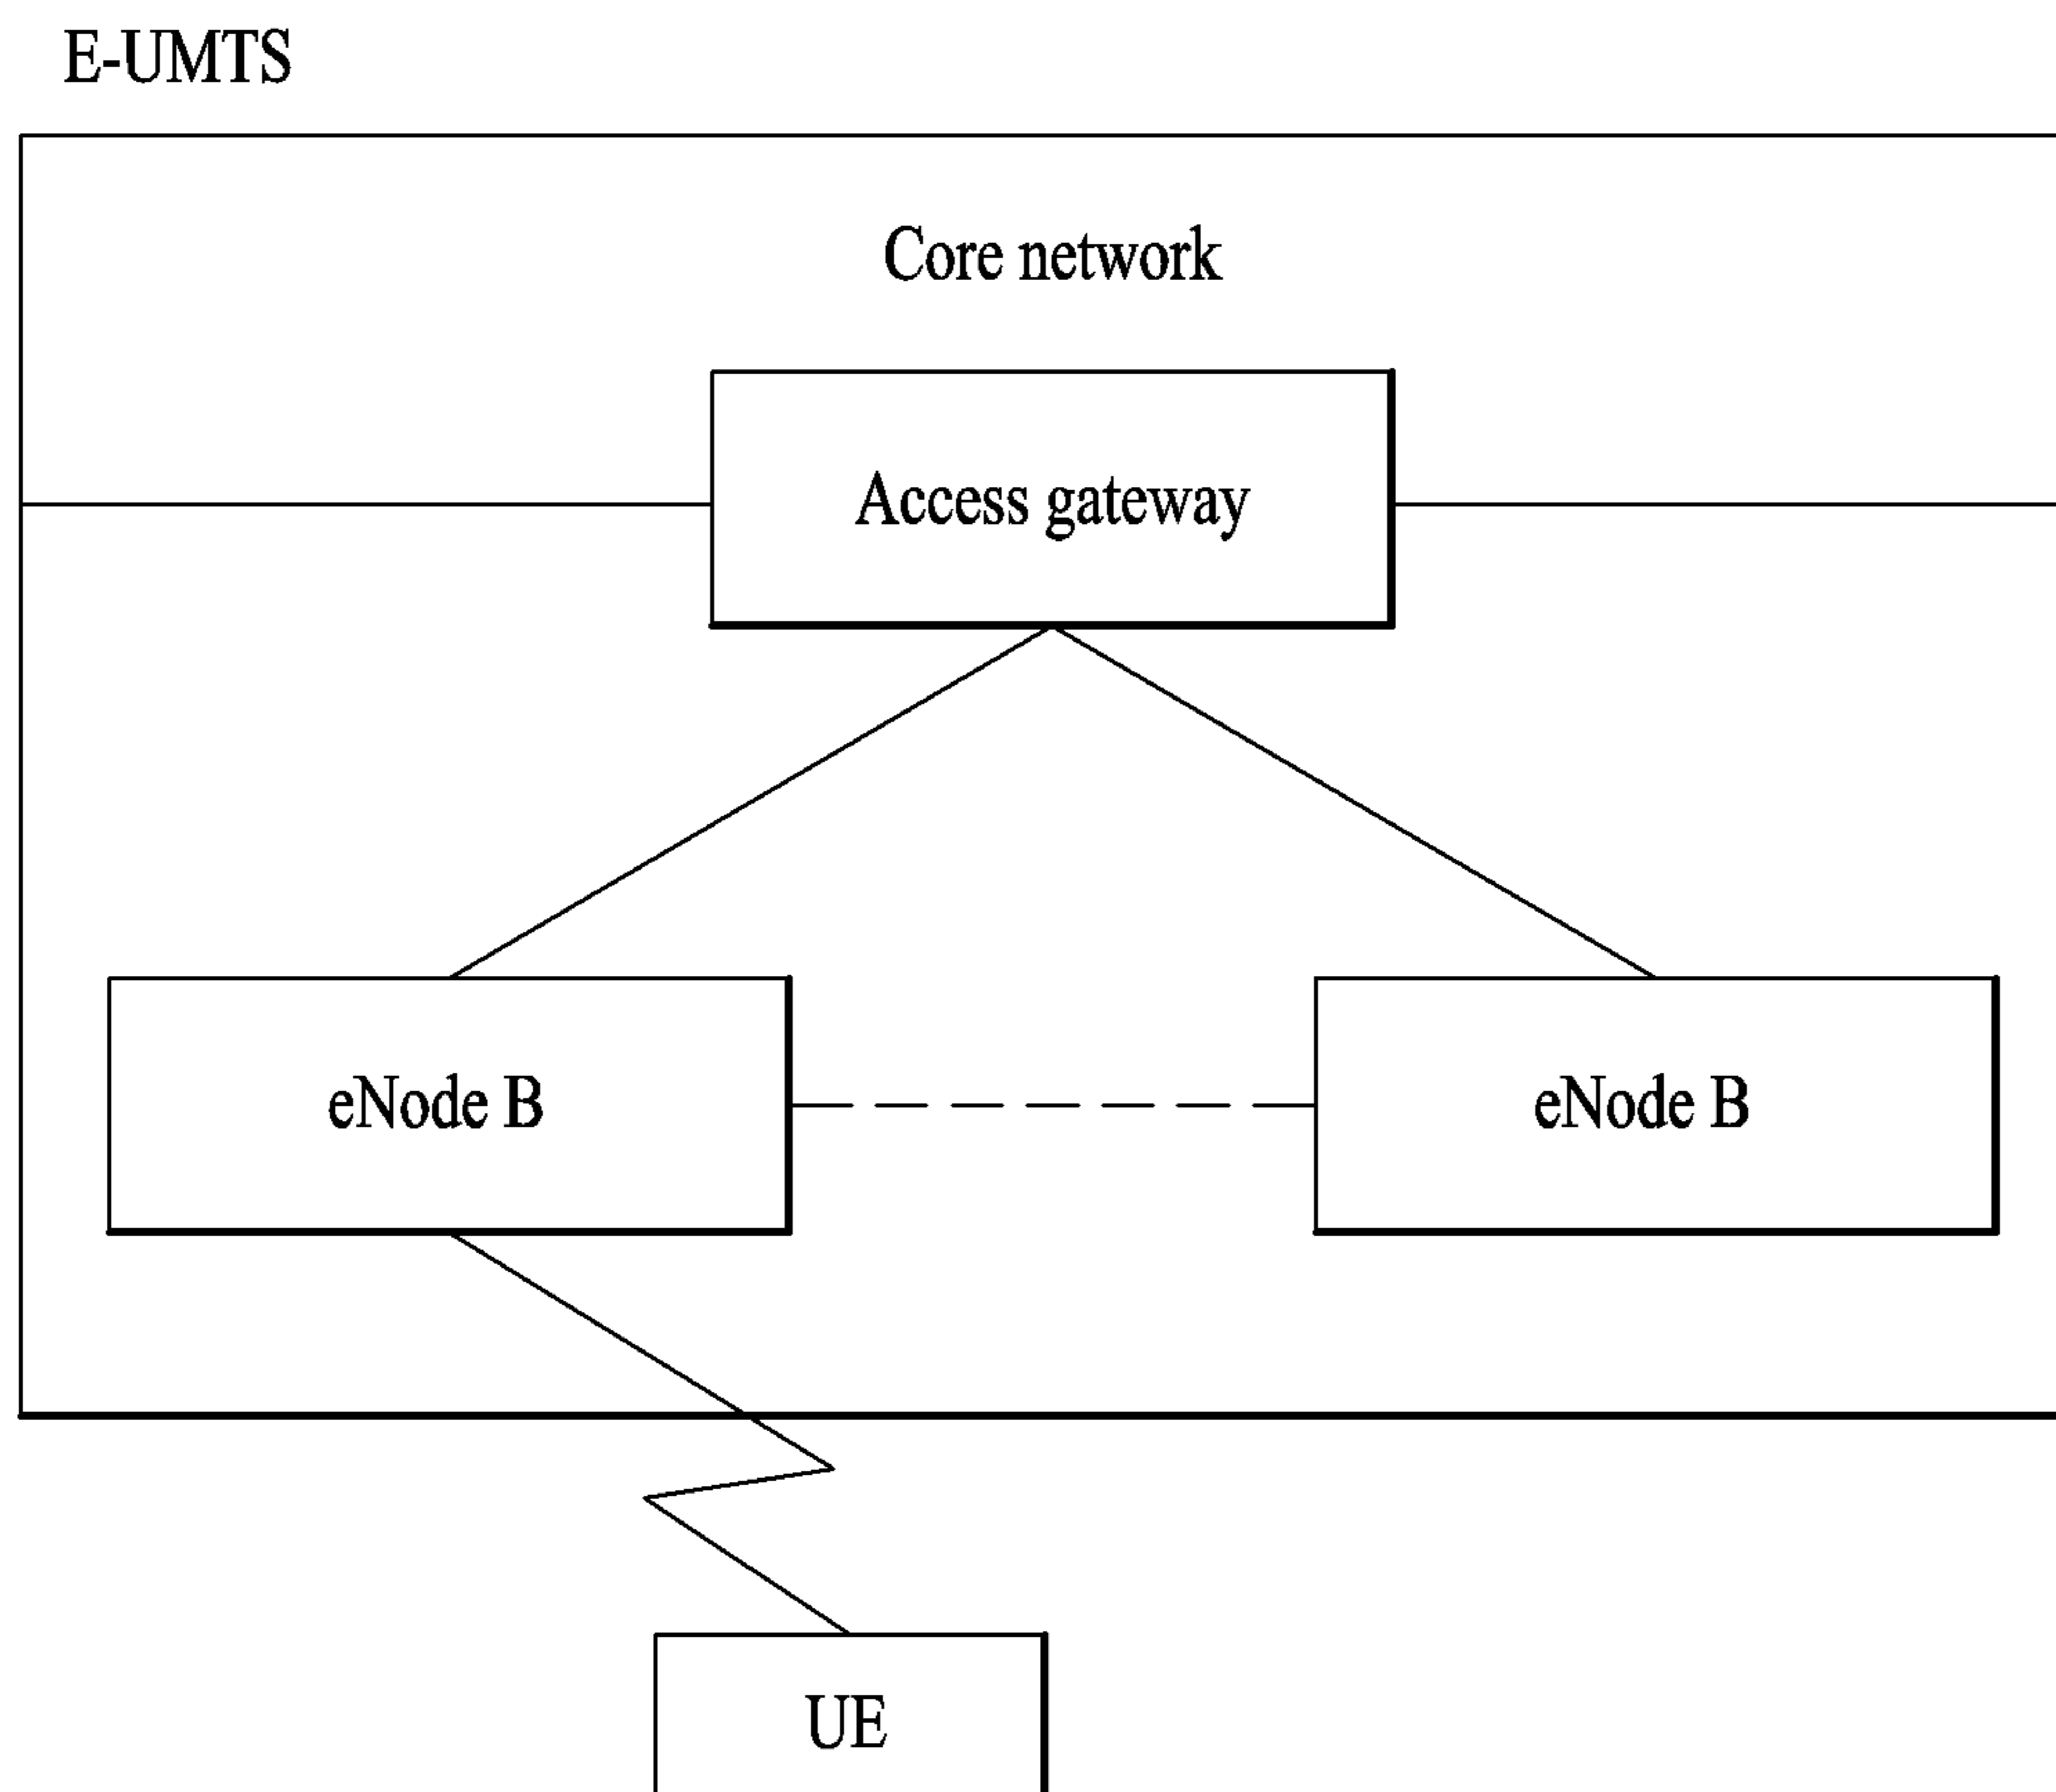 E-UMTS
Core network
Access gateway
eNode B
eNode B
UE